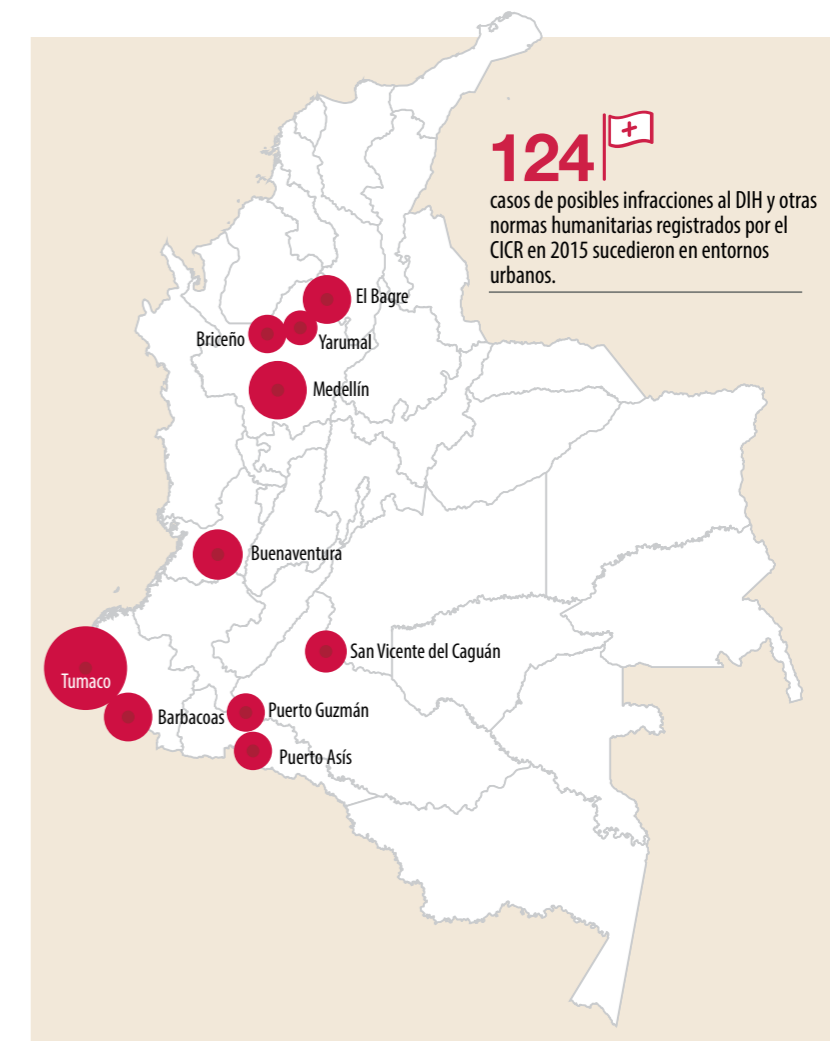 124
casos de posibles infracciones al DIH y otras
normas humanitarias registrados por el
CICR en 2015 sucedieron en entornos
urbanos.
El Bagre
Briceño
Yarumal
Medellín
Buenaventura
San Vicente del Caguán
Tumaco
Barbacoas
Puerto Guzmán
Puerto Asís